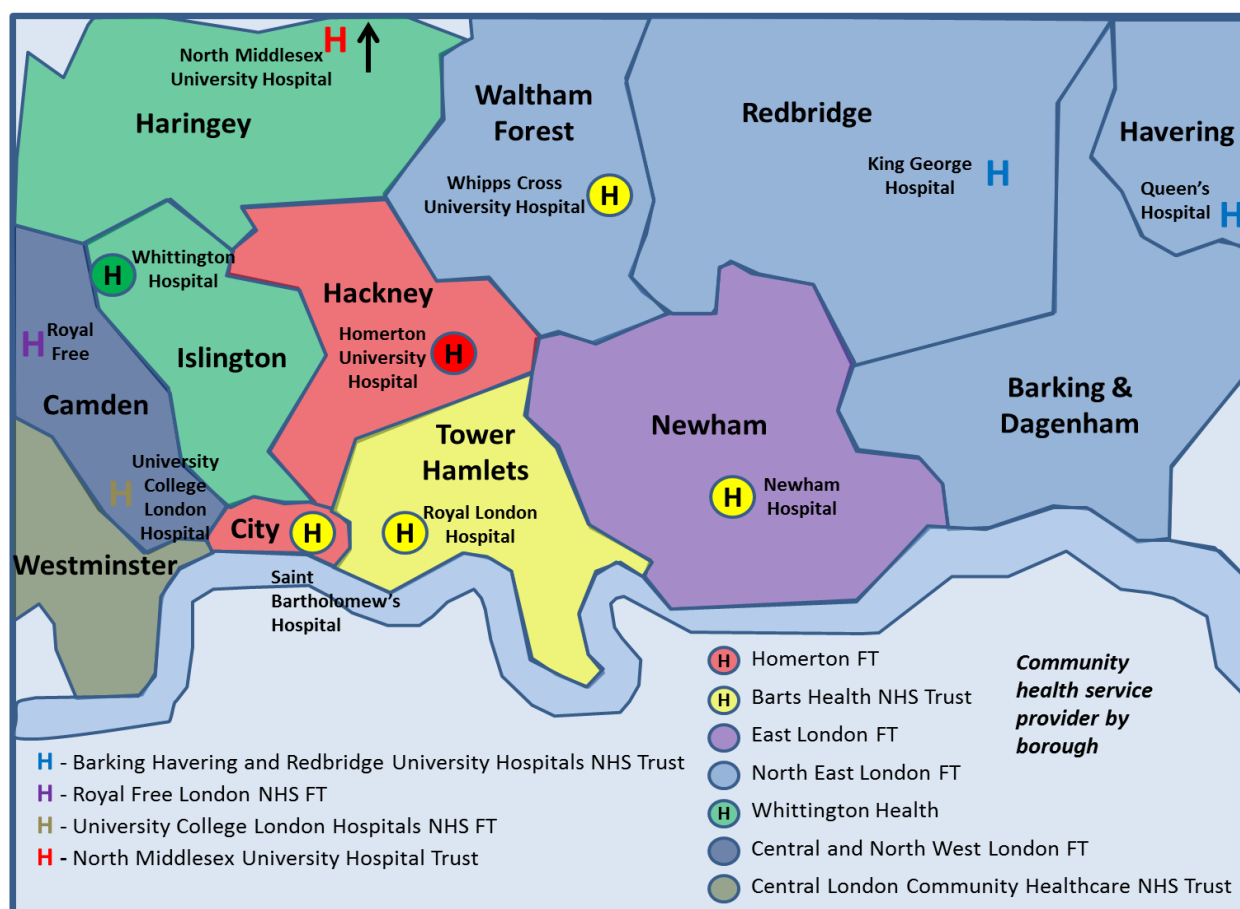 H
North Middlesex
University Hospital
Haringey
Waltham
Forest
Redbridge
Havering
King George
Hospital
H
Whipps Cross
University Hospital
H
Queen's
Hospital
H
Whittington
Hospital
H
Hackney
Royal
Free
H
Homerton
University
Hospital
H
Islington
Camden
Barking &
Dagenham
Tower
Hamlets
Newham
University
College
London
Hospital
H
Newham
Hospital
H
City
H
Royal London
Hospital
H
Westminster
Saint
Bartholomew's
Hospital
H Homerton FT
H Barts Health NHS Trust
East London FT
North East London FT
H Whittington Health
Central and North West London FT
Central London Community Healthcare NHS Trust
Community
health service
provider by
borough
H - Barking Havering and Redbridge University Hospitals NHS Trust
H - Royal Free London NHS FT
H - University College London Hospitals NHS FT
H - North Middlesex University Hospital Trust